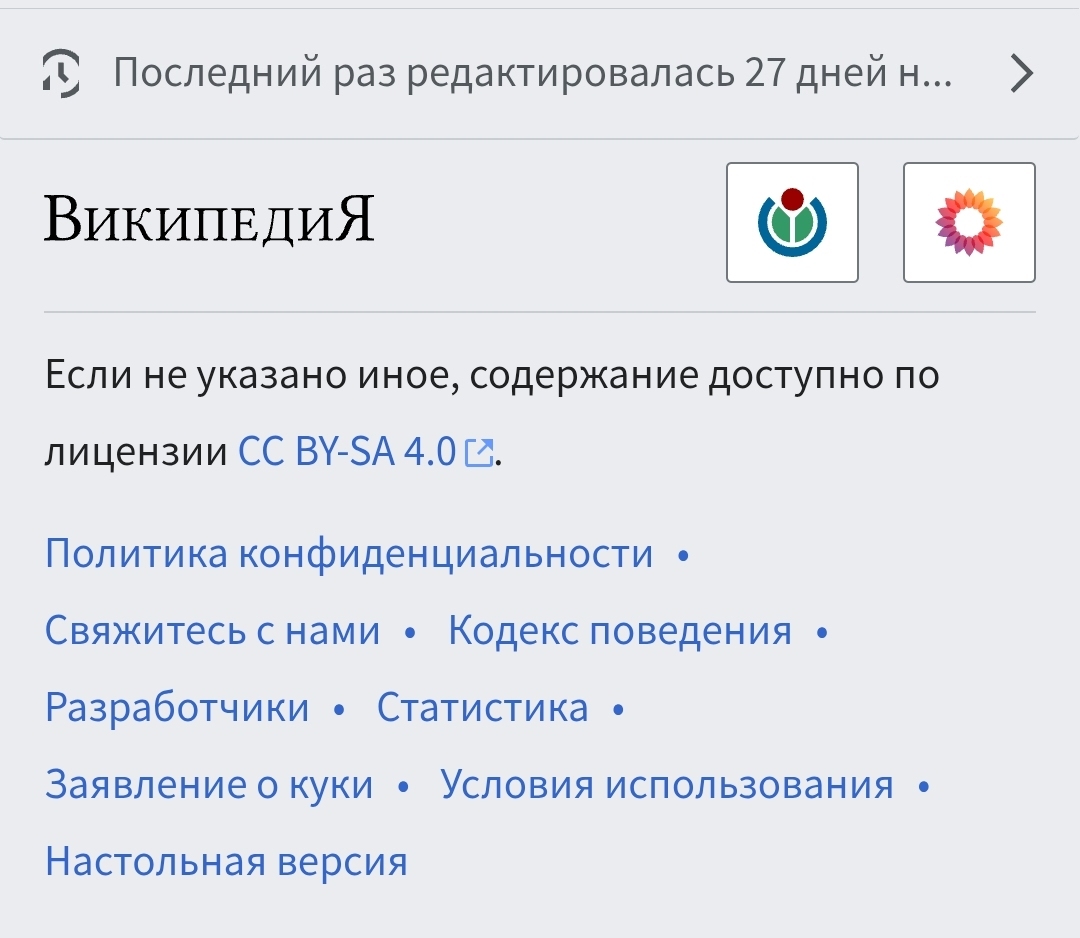 Последний раз редактировалась 27 дней н...
ВИКИПЕДИЯ
Если не указано иное, содержание доступно по
лицензии CC BY-SA 4.0.
Политика конфиденциальности •
Свяжитесь с нами • Кодекс поведения •
Разработчики • Статистика •
Заявление о куки • Условия использования •
Настольная версия